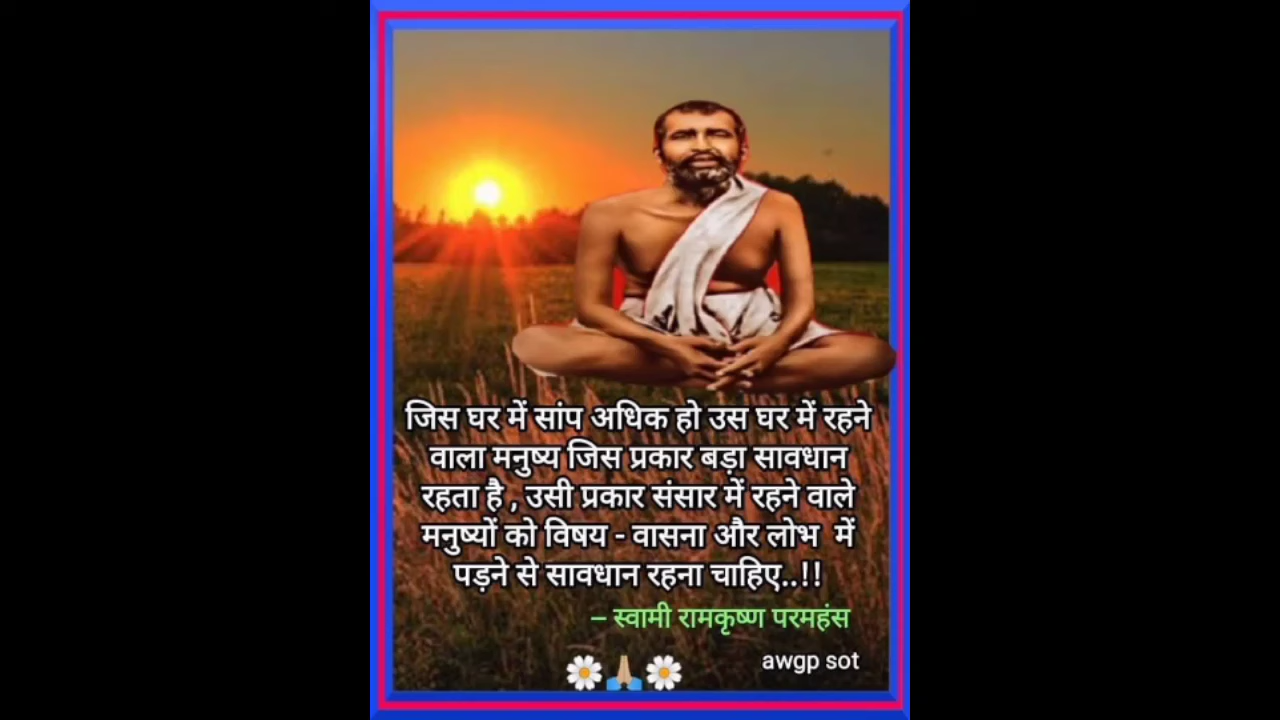 जिस घर में सांप अधिक हो उस घर में रहने
वाला मनुष्य जिस प्रकार बड़ा सावधान
रहता है , उसी प्रकार संसार में रहने वाले
मनुष्यों को विषय - वासना और लोभ  में
पड़ने से सावधान रहना चाहिए..!!
– स्वामी रामकृष्ण परमहंस
awgp sot